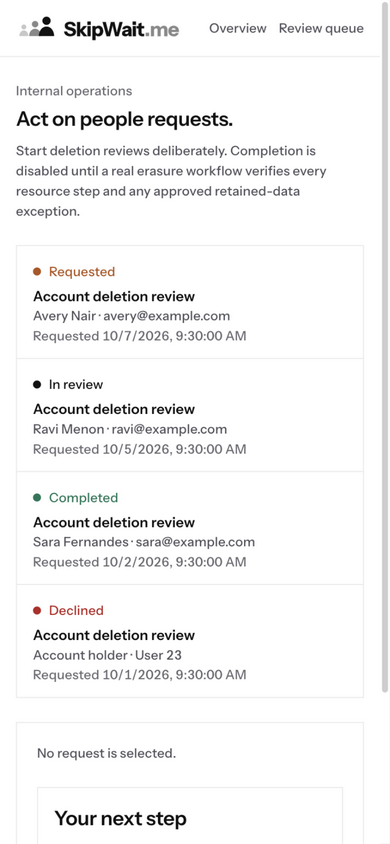 SkipWait.me
Overview Review queue
Internal operations
Act on people requests.
Start deletion reviews deliberately. Completion is
disabled until a real erasure workflow verifies every
resource step and any approved retained-data
exception.
Requested
Account deletion review
Avery Nair · avery@example.com
Requested 10/7/2026, 9:30:00 AM
In review
Account deletion review
Ravi Menon · ravi@example.com
Requested 10/5/2026, 9:30:00 AM
Completed
Account deletion review
Sara Fernandes · sara@example.com
Requested 10/2/2026, 9:30:00 AM
Declined
Account deletion review
Account holder · User 23
Requested 10/1/2026, 9:30:00 AM
No request is selected.
Your next step